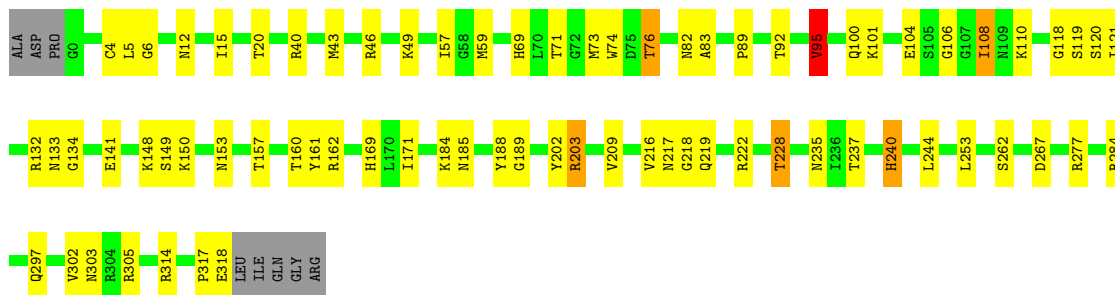 ALA ASP PRO G0 C4 L5 G6 N12 I15 T20 R40 M43 R46 K49 I57 G58 M59 H69 L70 T71 G72 M73 W74 D75 T76 N82 A83 P89 T92 V95 Q100 K101 E104 S105 G106 G107 I108 N109 K110 G118 S119 S120
R132 N133 G134 E141 K148 S149 K150 N153 T157 T160 Y161 R162 H169 L170 I171 K184 N185 Y188 G189 Y202 R203 V209 V216 N217 G218 Q219 R222 T228 N235 I236 T237 H240 L244 L253 S262 D267 R277
Q297 V302 N303 R304 R305 R314 P317 E318 LEU ILE GLN GLY ARG